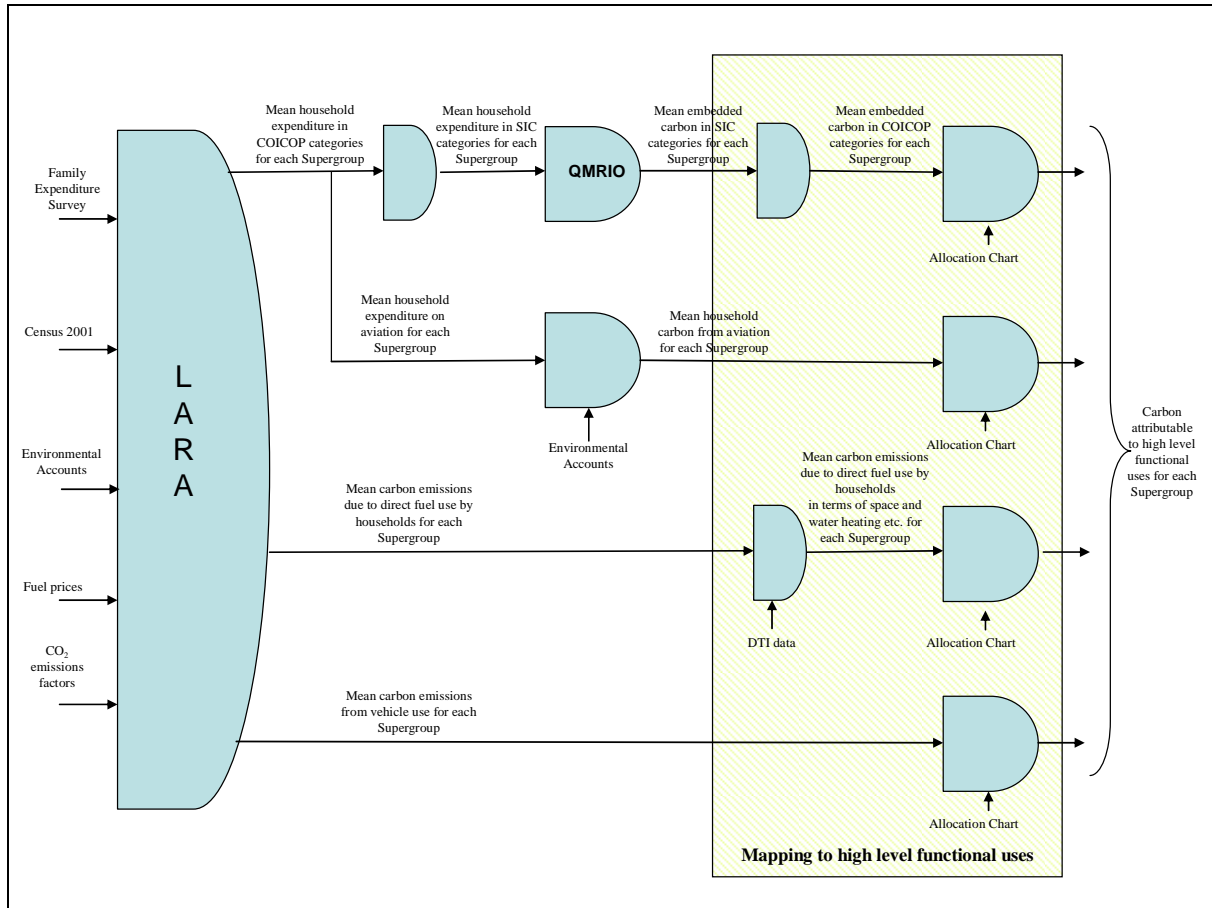 Family
Expenditure
Survey
Census 2001
Environmental
Accounts
Fuel prices
CO₂
emissions
factors
L
A
R
A
Mean household
expenditure in
COICOP categories
for each Supergroup
Mean household
expenditure in SIC
categories for each
Supergroup
QMRIO
Mean embedded
carbon in SIC
categories for each
Supergroup
Mean embedded
carbon in COICOP
categories for each
Supergroup
Allocation Chart
Mean household
expenditure on
aviation for each
Supergroup
Environmental
Accounts
Mean household
carbon from aviation
for each Supergroup
Allocation Chart
Mean carbon emissions
due to direct fuel use by
households for each
Supergroup
DTI data
Mean carbon emissions
due to direct fuel use by
households
in terms of space and
water heating etc. for
each Supergroup
Allocation Chart
Mean carbon emissions
from vehicle use for each
Supergroup
Allocation Chart
Mapping to high level functional uses
Carbon
attributable
to high level
functional
uses for each
Supergroup